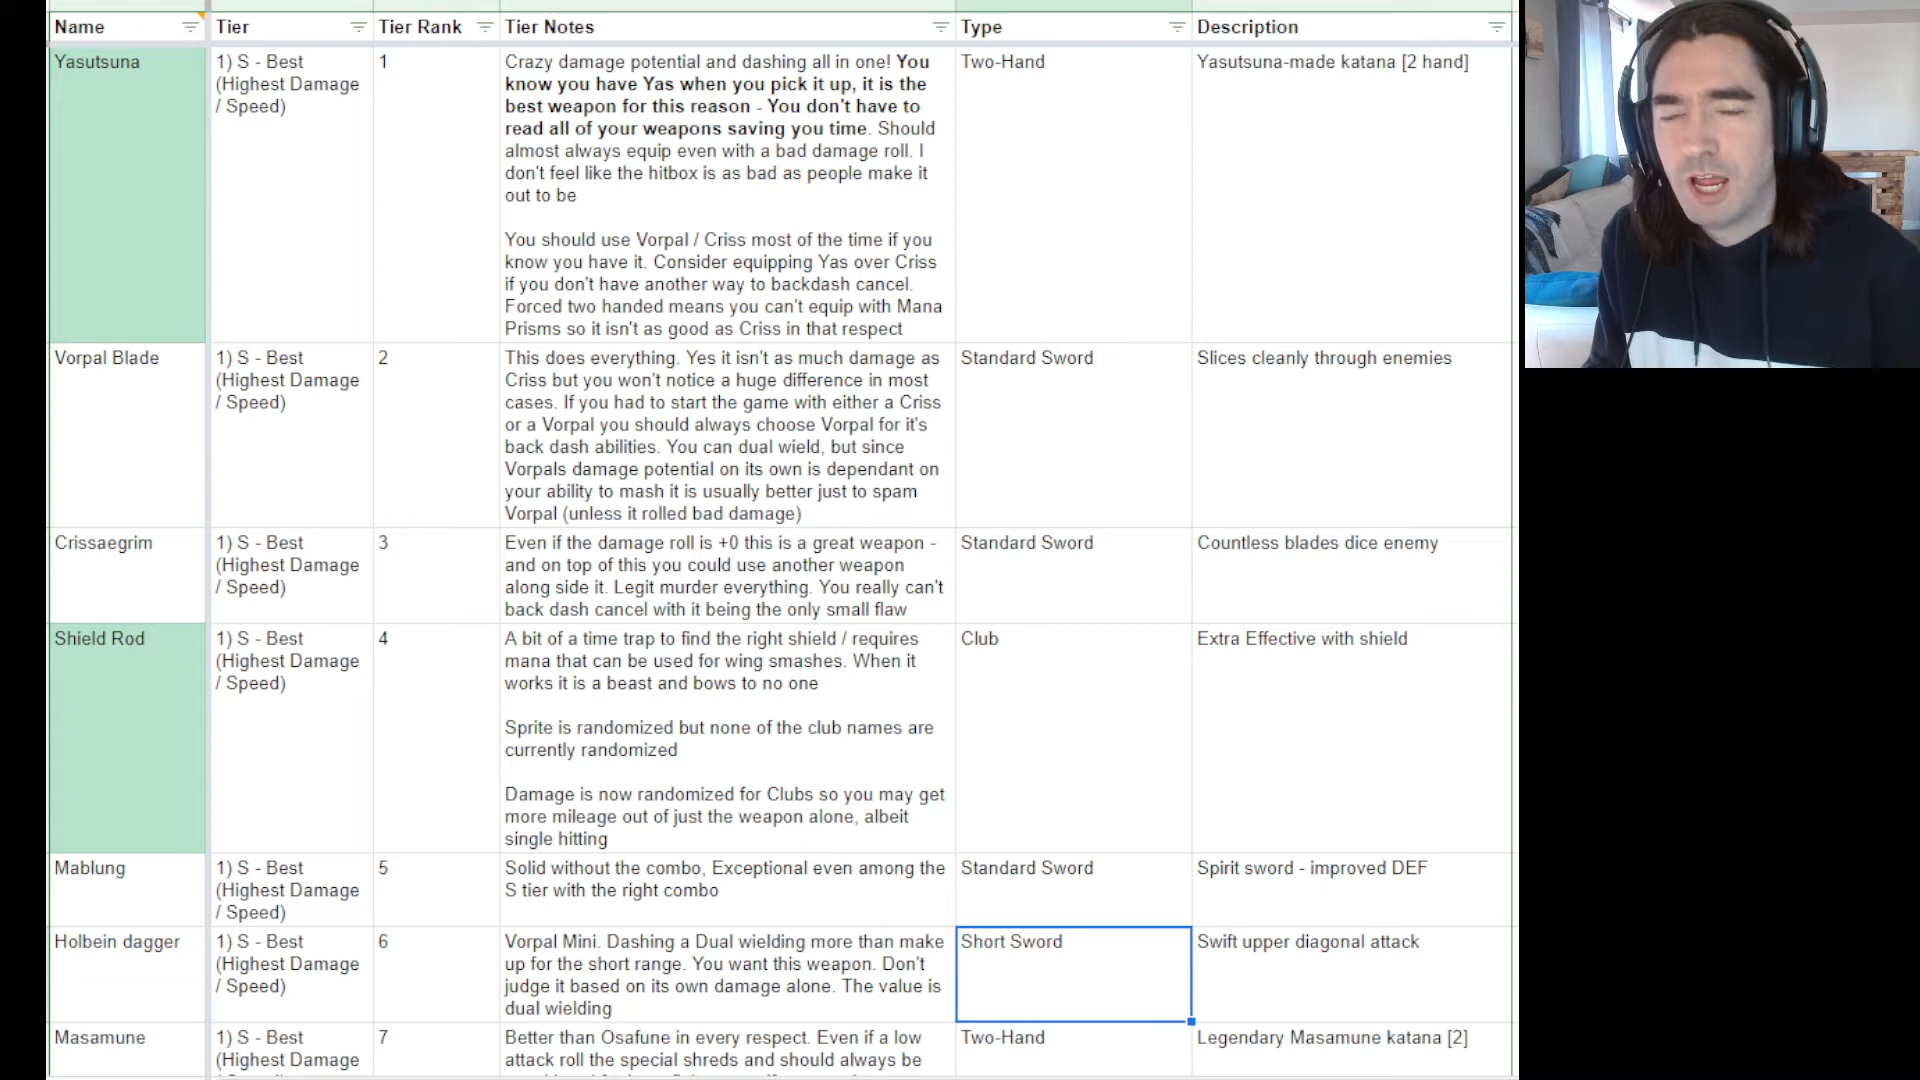 Name Tier Tier Rank Tier Notes Type Description
Yasutsuna
1) S - Best
(Highest Damage
/ Speed)
1
Crazy damage potential and dashing all in one! You
know you have Yas when you pick it up, it is the
best weapon for this reason - You don't have to
read all of your weapons saving you time. Should
almost always equip even with a bad damage roll. I
don't feel like the hitbox is as bad as people make it
out to be
You should use Vorpal / Criss most of the time if you
know you have it. Consider equipping Yas over Criss
if you don't have another way to backdash cancel.
Forced two handed means you can't equip with Mana
Prisms so it isn't as good as Criss in that respect
Two-Hand
Yasutsuna-made katana [2 hand]
Vorpal Blade
1) S - Best
(Highest Damage
/ Speed)
2
This does everything. Yes it isn't as much damage as
Criss but you won't notice a huge difference in most
cases. If you had to start the game with either a Criss
or a Vorpal you should always choose Vorpal for it's
back dash abilities. You can dual wield, but since
Vorpals damage potential on its own is dependant on
your ability to mash it is usually better just to spam
Vorpal (unless it rolled bad damage)
Standard Sword
Slices cleanly through enemies
Crissaegrim
1) S - Best
(Highest Damage
/ Speed)
3
Even if the damage roll is +0 this is a great weapon -
and on top of this you could use another weapon
along side it. Legit murder everything. You really can't
back dash cancel with it being the only small flaw
Standard Sword
Countless blades dice enemy
Shield Rod
1) S - Best
(Highest Damage
/ Speed)
4
A bit of a time trap to find the right shield / requires
mana that can be used for wing smashes. When it
works it is a beast and bows to no one
Sprite is randomized but none of the club names are
currently randomized
Damage is now randomized for Clubs so you may get
more mileage out of just the weapon alone, albeit
single hitting
Club
Extra Effective with shield
Mablung
1) S - Best
(Highest Damage
/ Speed)
5
Solid without the combo, Exceptional even among the
S tier with the right combo
Standard Sword
Spirit sword - improved DEF
Holbein dagger
1) S - Best
(Highest Damage
/ Speed)
6
Vorpal Mini. Dashing a Dual wielding more than make
up for the short range. You want this weapon. Don't
judge it based on its own damage alone. The value is
dual wielding
Short Sword
Swift upper diagonal attack
Masamune
1) S - Best
(Highest Damage
7
Better than Osafune in every respect. Even if a low
attack roll the special shreds and should always be
Two-Hand
Legendary Masamune katana [2]